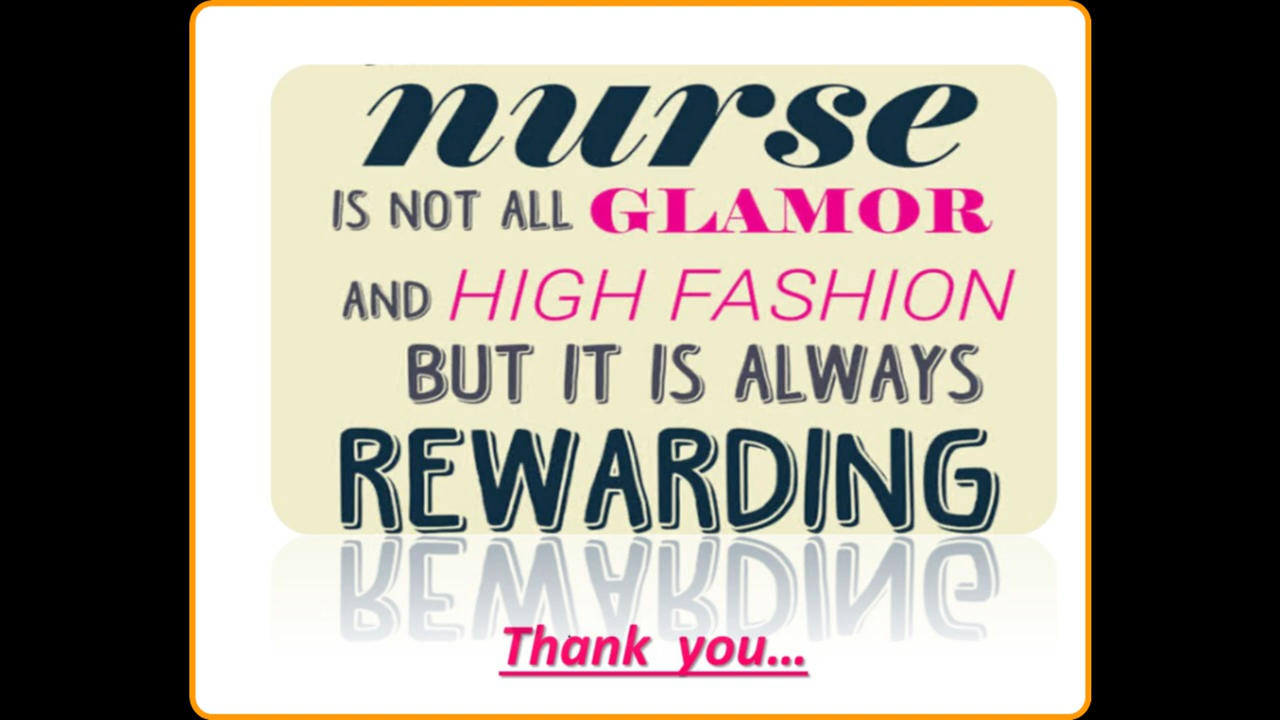 nurse
IS NOT ALL GLAMOR
AND HIGH FASHION
BUT IT IS ALWAYS
REWARDING
Thank you...